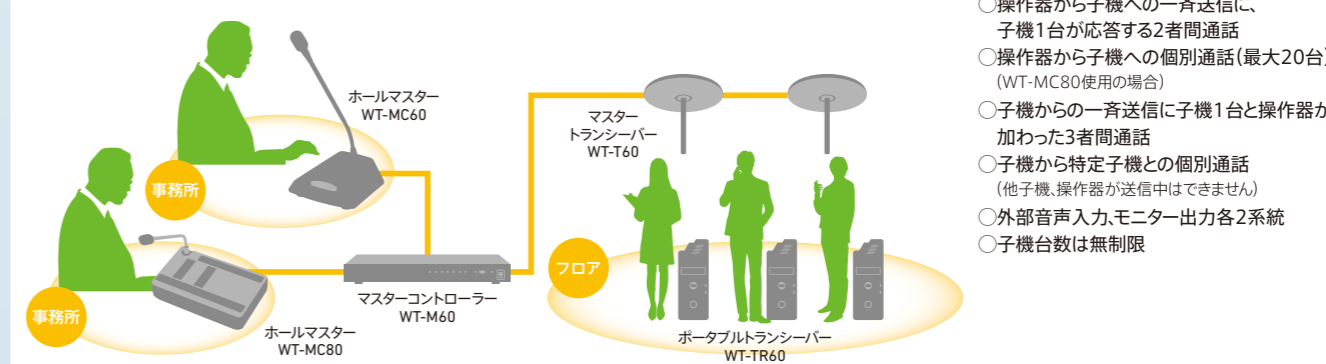 ホールマスター
WT-MC60
事務所
ホールマスター
WT-MC80
事務所
マスターコントローラー
WT-M60
マスター
トランシーバー
WT-T60
フロア
ポータブルトランシーバー
WT-TR60
○操作器から子機への一斉送信に、
子機1台が応答する2者間通話
○操作器から子機への個別通話(最大20台)
(WT-MC80使用の場合)
○子機からの一斉送信に子機1台と操作器が
加わった3者間通話
○子機から特定子機との個別通話
(他子機、操作器が送信中はできません)
○外部音声入力、モニター出力各2系統
○子機台数は無制限